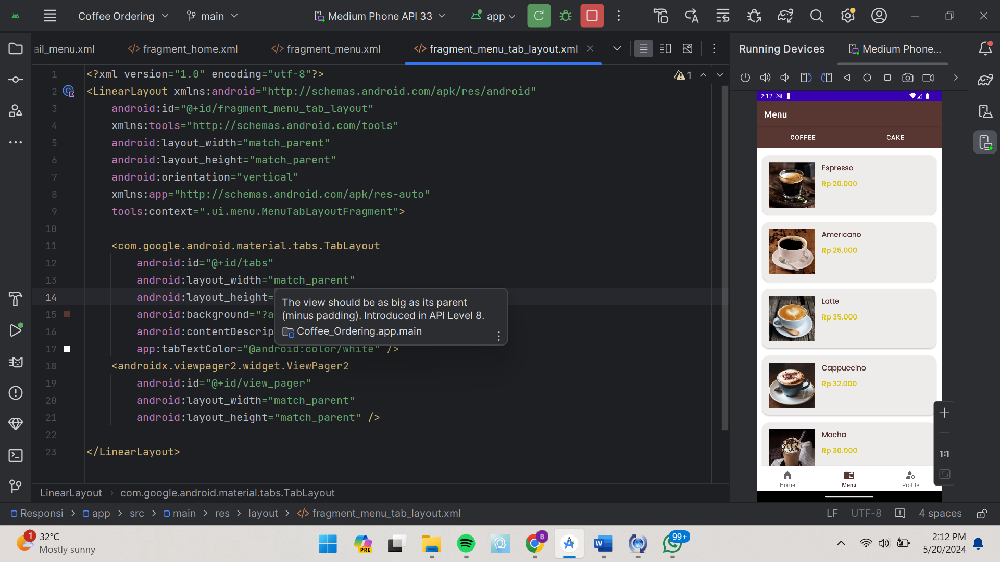 Coffee Ordering
main
Medium Phone API 33
app
ail_menu.xml
fragment_home.xml
fragment_menu.xml
fragment_menu_tab_layout.xml
Running Devices
Medium Phone...
1
1 <?xml version="1.0" encoding="utf-8"?>
2 <LinearLayout xmlns:android="http://schemas.android.com/apk/res/android"
3 android:id="@+id/fragment_menu_tab_layout"
4 xmlns:tools="http://schemas.android.com/tools"
5 android:layout_width="match_parent"
6 android:layout_height="match_parent"
7 android:orientation="vertical"
8 xmlns:app="http://schemas.android.com/apk/res-auto"
9 tools:context=".ui.menu.MenuTabLayoutFragment">
10
11 <com.google.android.material.tabs.TabLayout
12 android:id="@+id/tabs"
13 android:layout_width="match_parent"
14 android:layout_height=
15 android:background="?a
16 android:contentDescrip
17 app:tabTextColor="@android:color/white" />
18 <androidx.viewpager2.widget.ViewPager2
19 android:id="@+id/view_pager"
20 android:layout_width="match_parent"
21 android:layout_height="match_parent" />
22
23 </LinearLayout>
The view should be as big as its parent
(minus padding). Introduced in API Level 8.
Coffee_Ordering.app.main
2:12
Menu
COFFEE CAKE
Espresso
Rp 20.000
Americano
Rp 25.000
Latte
Rp 35.000
Cappuccino
Rp 32.000
Mocha
Rp 30.000
Home Menu Profile
1:1
LinearLayout com.google.android.material.tabs.TabLayout
Responsi app src main res layout fragment_menu_tab_layout.xml
LF UTF-8 4 spaces
1
32°C
Mostly sunny
PRE
B
W
99+
2:12 PM
5/20/2024